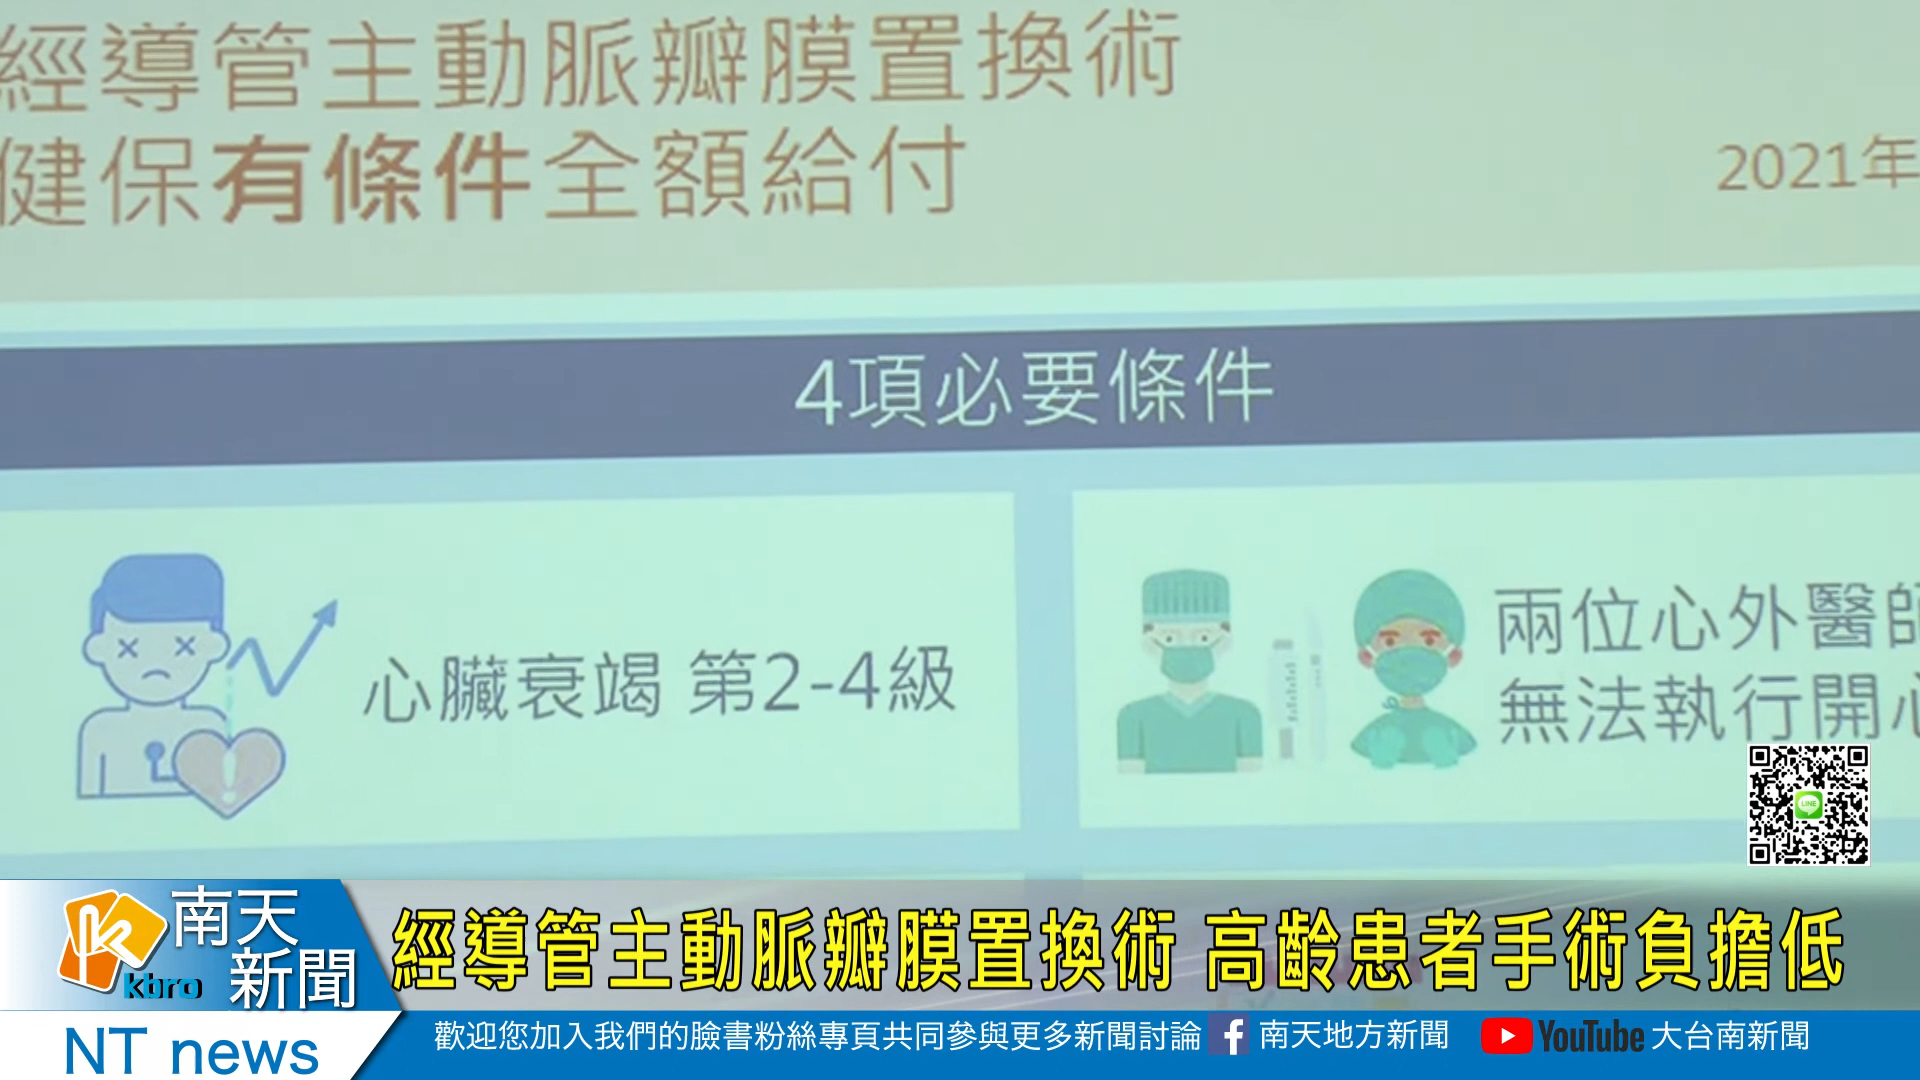 經導管主動脈瓣膜置換術
健保有條件全額給付
2021年
4項必要條件
心臟衰竭 第2-4級
兩位心外醫師
無法執行開心
LINE
南天
新聞
kbro
經導管主動脈瓣膜置換術 高齡患者手術負擔低
NT news
歡迎您加入我們的臉書粉絲專頁共同參與更多新聞討論 南天地方新聞 YouTube 大台南新聞